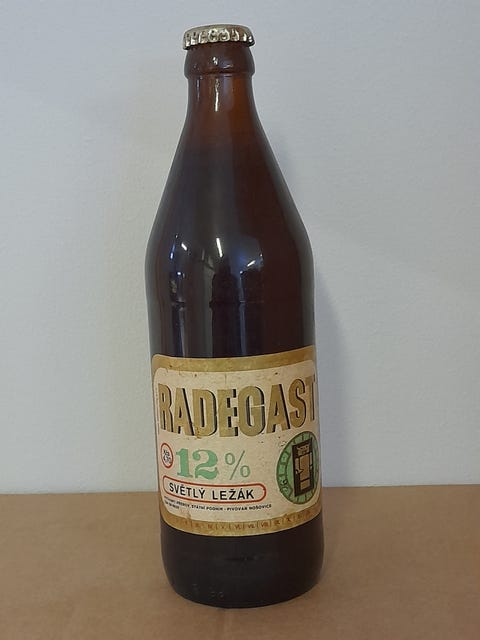 RADEGAST
12%
SVĚTLÝ LEŽÁK
STÁTNÍ PODNIK - PIVOVAR NOŠOVICE